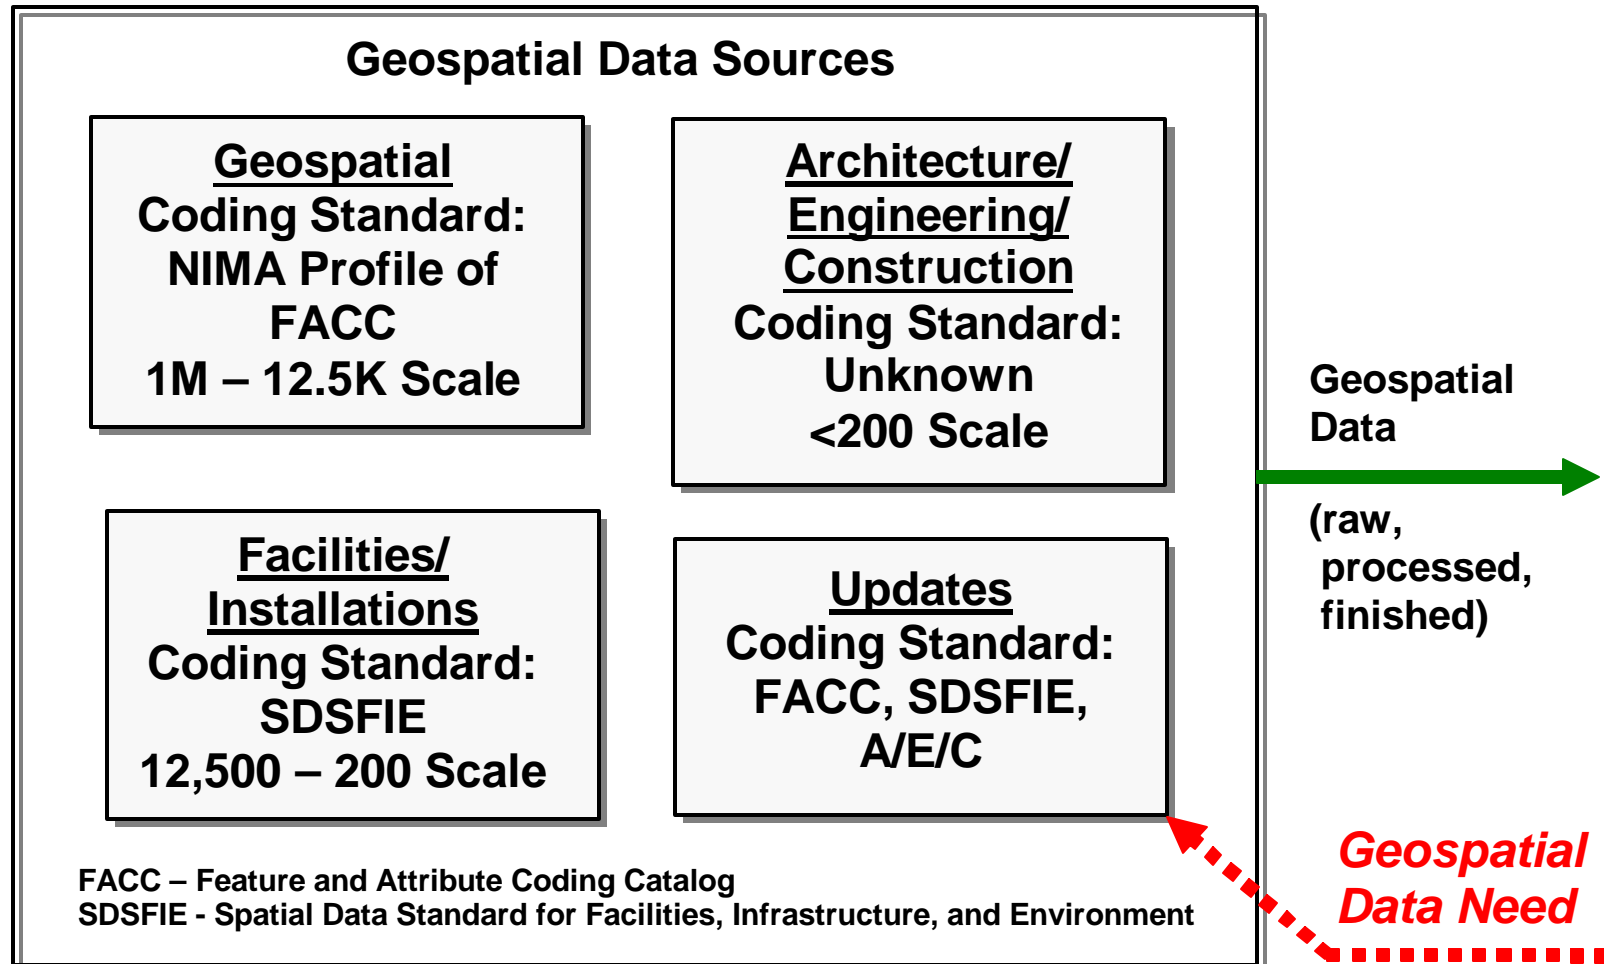 Geospatial Data Sources
Geospatial
Coding Standard:
NIMA Profile of
FACC
1M – 12.5K Scale
Architecture/
Engineering/
Construction
Coding Standard:
Unknown
<200 Scale
Facilities/
Installations
Coding Standard:
SDSFIE
12,500 – 200 Scale
Updates
Coding Standard:
FACC, SDSFIE,
A/E/C
FACC – Feature and Attribute Coding Catalog
SDSFIE - Spatial Data Standard for Facilities, Infrastructure, and Environment
Geospatial
Data
(raw,
processed,
finished)
Geospatial
Data Need